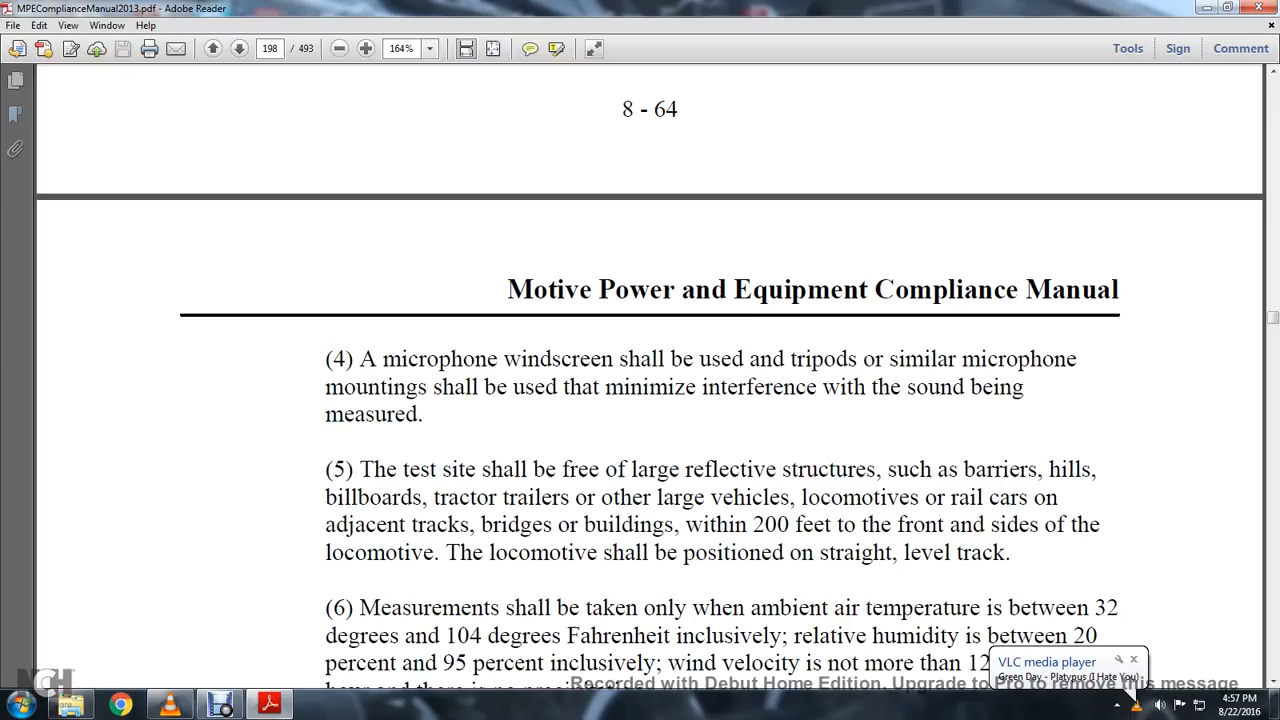 MPEComplianceManual2013.pdf - Adobe Reader
File Edit View Window Help
198 / 493 164% Tools Sign Comment
8 - 64
Motive Power and Equipment Compliance Manual
(4) A microphone windscreen shall be used and tripods or similar microphone
mountings shall be used that minimize interference with the sound being
measured.
(5) The test site shall be free of large reflective structures, such as barriers, hills,
billboards, tractor trailers or other large vehicles, locomotives or rail cars on
adjacent tracks, bridges or buildings, within 200 feet to the front and sides of the
locomotive. The locomotive shall be positioned on straight, level track.
(6) Measurements shall be taken only when ambient air temperature is between 32
degrees and 104 degrees Fahrenheit inclusively; relative humidity is between 20
percent and 95 percent inclusively; wind velocity is not more than 12
VLC media player
Green Day - Platypus (I Hate You)
NCH
Recorded with Debut Home Edition. Upgrade to Pro to remove this message
4:57 PM
8/22/2016